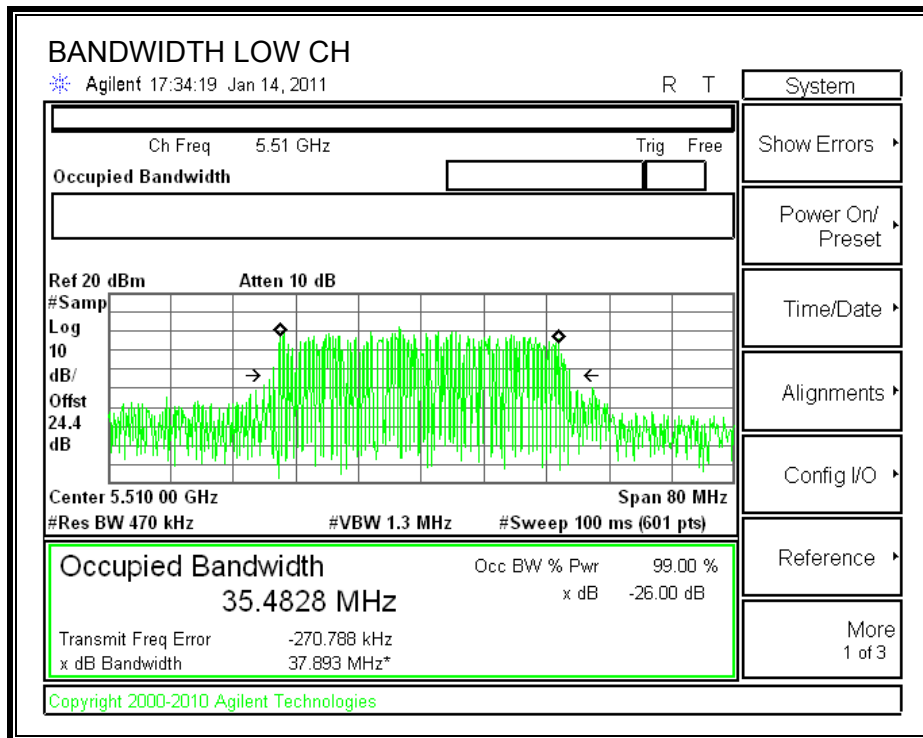 BANDWIDTH LOW CH
Agilent 17:34:19 Jan 14, 2011 R T
System
Ch Freq 5.51 GHz Trig Free
Show Errors
Occupied Bandwidth
Power On/
Preset
Ref 20 dBm Atten 10 dB
#Samp
Log
10
dB/
Offst
24.4
dB
Time/Date
Alignments
Config I/O
Center 5.510 00 GHz Span 80 MHz
#Res BW 470 kHz #VBW 1.3 MHz #Sweep 100 ms (601 pts)
Occupied Bandwidth Occ BW % Pwr 99.00 %
35.4828 MHz x dB -26.00 dB
Reference
Transmit Freq Error -270.788 kHz
x dB Bandwidth 37.893 MHz*
More
1 of 3
Copyright 2000-2010 Agilent Technologies